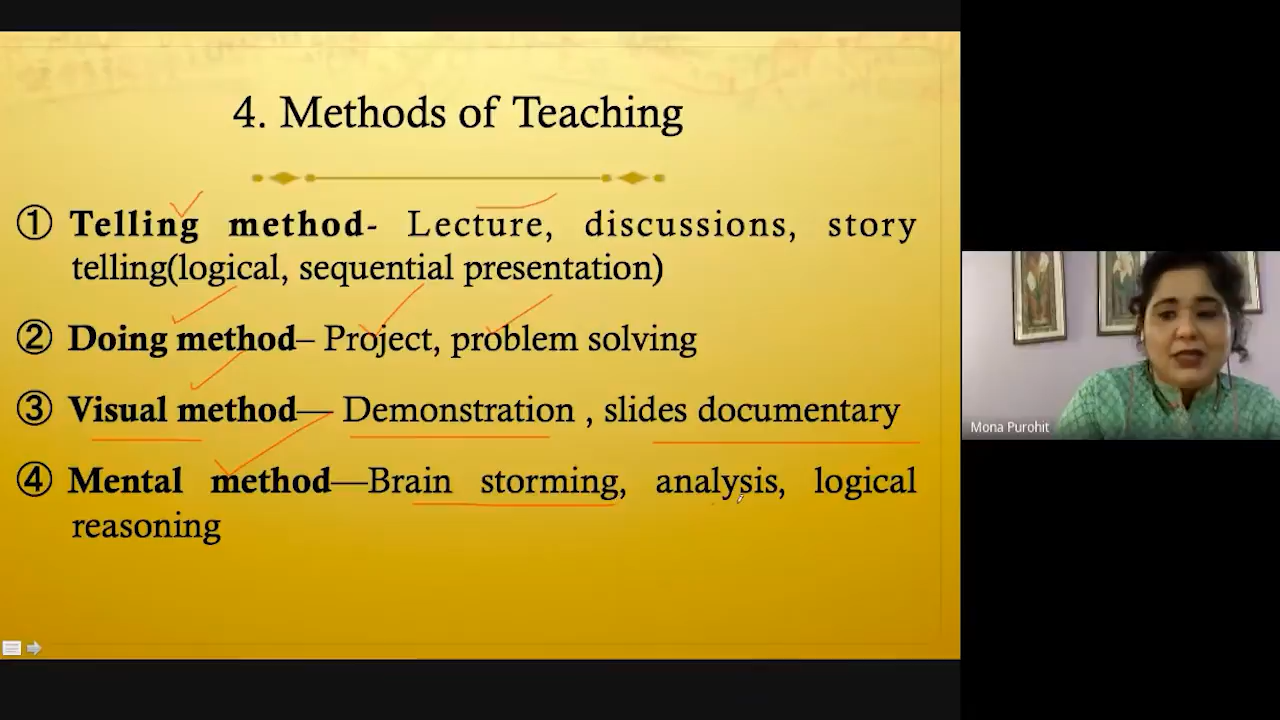 4. Methods of Teaching
① Telling method- Lecture, discussions, story
telling(logical, sequential presentation)
② Doing method– Project, problem solving
③ Visual method— Demonstration , slides documentary
④ Mental method—Brain storming, analysis, logical
reasoning
Mona Purohit